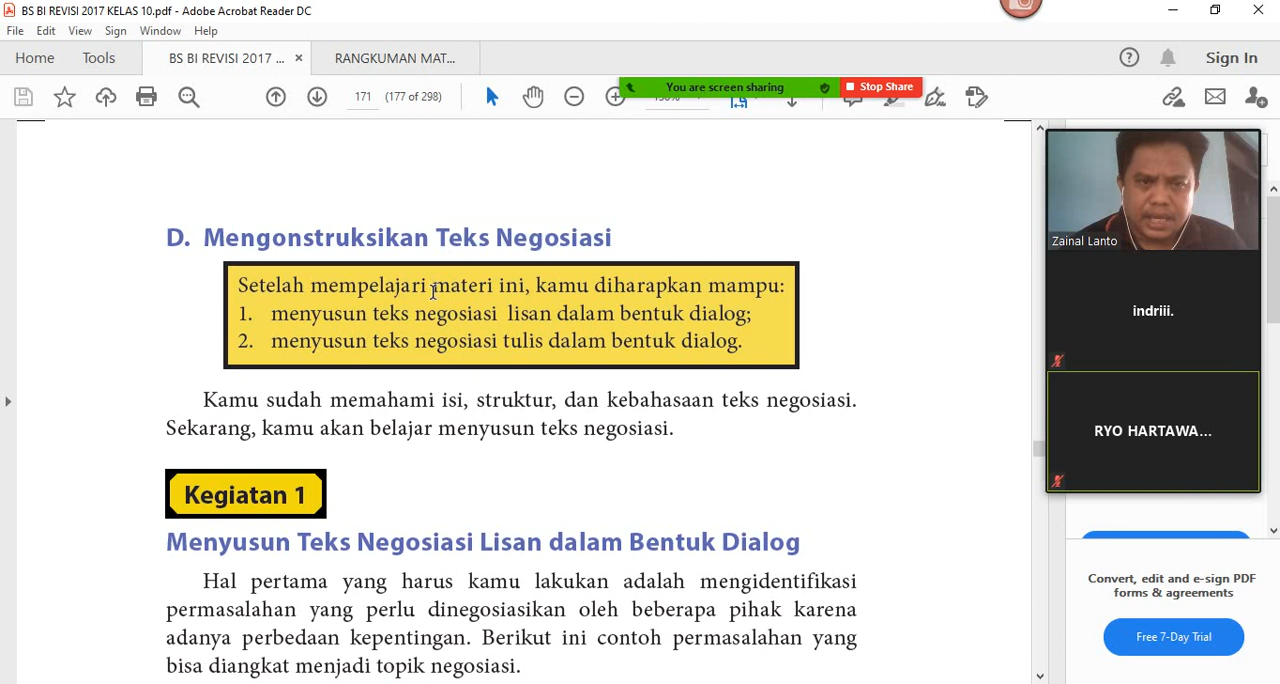 BS BI REVISI 2017 KELAS 10.pdf - Adobe Acrobat Reader DC
File Edit View Sign Window Help
Home Tools BS BI REVISI 2017 ... × RANGKUMAN MAT... Sign In
171 (177 of 298)
You are screen sharing Stop Share
D. Mengonstruksikan Teks Negosiasi
Setelah mempelajari materi ini, kamu diharapkan mampu:
1. menyusun teks negosiasi lisan dalam bentuk dialog;
2. menyusun teks negosiasi tulis dalam bentuk dialog.
Kamu sudah memahami isi, struktur, dan kebahasaan teks negosiasi.
Sekarang, kamu akan belajar menyusun teks negosiasi.
Kegiatan 1
Menyusun Teks Negosiasi Lisan dalam Bentuk Dialog
Hal pertama yang harus kamu lakukan adalah mengidentifikasi
permasalahan yang perlu dinegosiasikan oleh beberapa pihak karena
adanya perbedaan kepentingan. Berikut ini contoh permasalahan yang
bisa diangkat menjadi topik negosiasi.
Zainal Lanto
indriii.
RYO HARTAWA...
Convert, edit and e-sign PDF
forms & agreements
Free 7-Day Trial